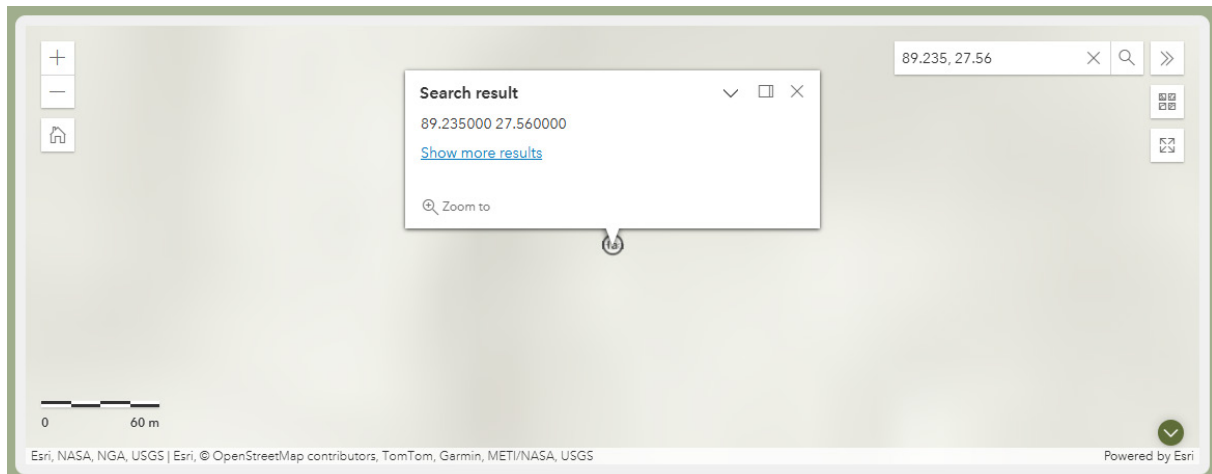 89.235, 27.56
Search result
89.235000 27.560000
Show more results
Zoom to
0 60 m
Esri, NASA, NGA, USGS | Esri, © OpenStreetMap contributors, TomTom, Garmin, METI/NASA, USGS
Powered by Esri